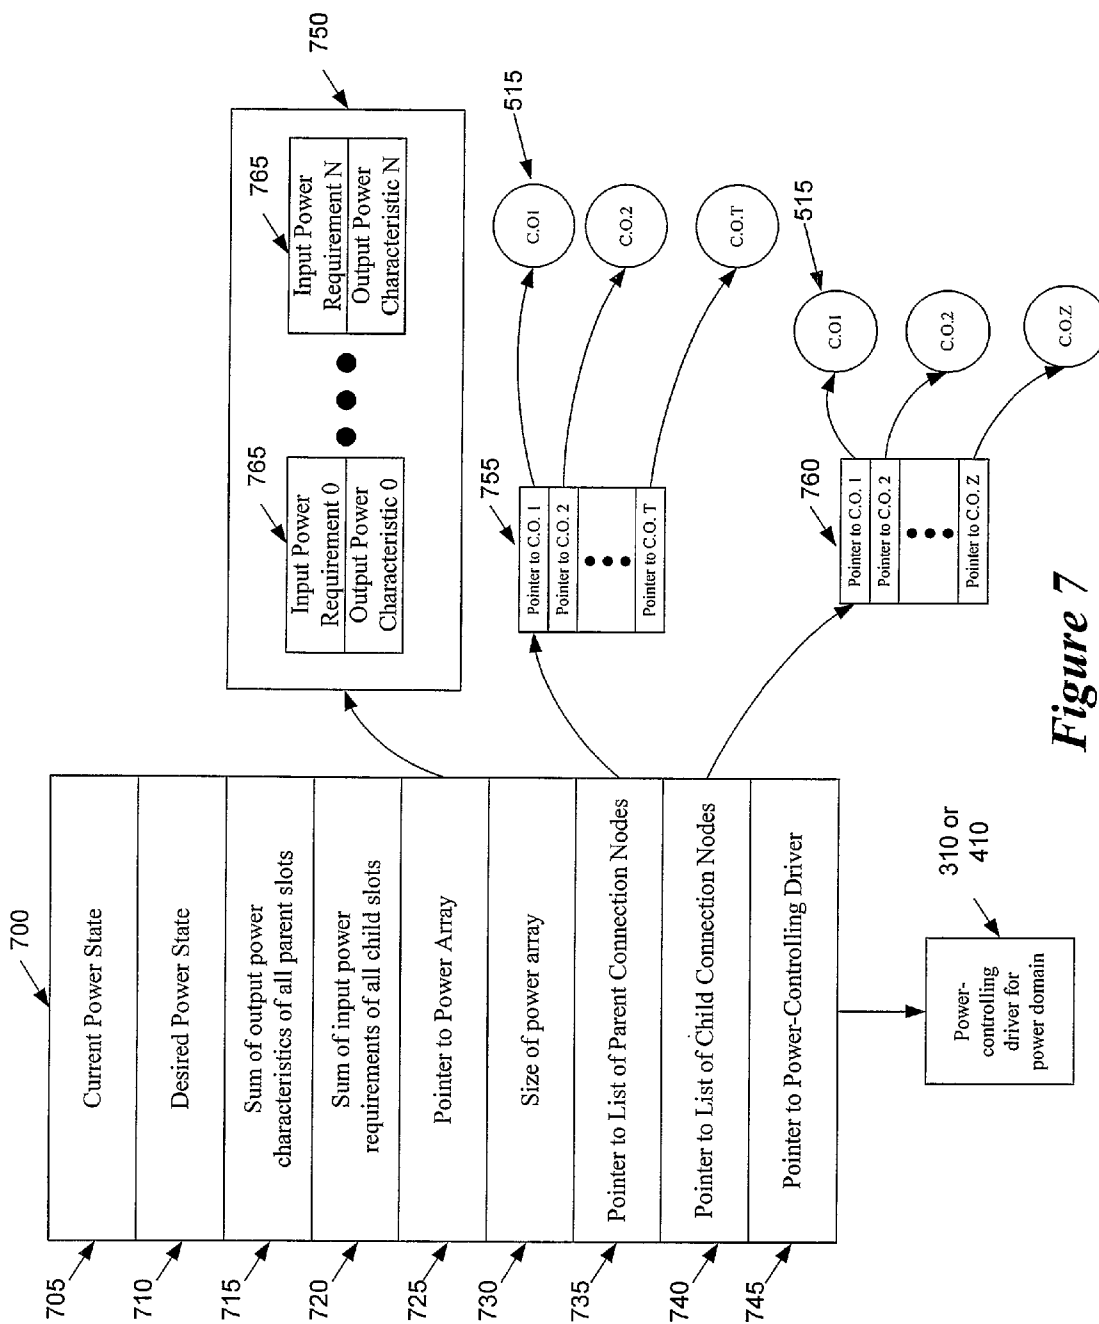 700
705
Current Power State
710
Desired Power State
715
Sum of output power
characteristics of all parent slots
720
Sum of input power
requirements of all child slots
725
Pointer to Power Array
730
Size of power array
735
Pointer to List of Parent Connection Nodes
740
Pointer to List of Child Connection Nodes
745
Pointer to Power-Controlling Driver
750
765
Input Power
Requirement 0
Output Power
Characteristic 0
765
Input Power
Requirement N
Output Power
Characteristic N
755
Pointer to C.O. 1
Pointer to C.O. 2
Pointer to C.O. T
515
C.O1
C.O.2
C.O.T
760
Pointer to C.O. 1
Pointer to C.O. 2
Pointer to C.O. Z
515
C.O1
C.O.2
C.O.Z
310 or
410
Power-
controlling
driver for
power domain
Figure 7